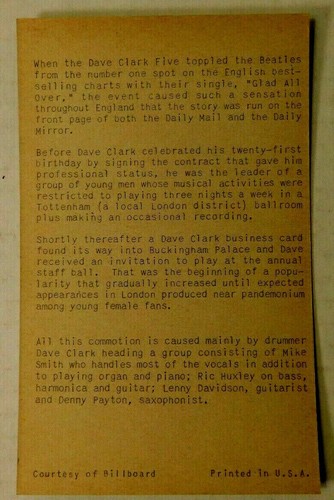 When the Dave Clark Five toppled the Beatles
from the number one spot on the English best-
selling charts with their single, "Glad All
Over," the event caused such a sensation
throughout England that the story was run on the
front page of both the Daily Mail and the Daily
Mirror.
Before Dave Clark celebrated his twenty-first
birthday by signing the contract that gave him
professional status, he was the leader of a
group of young men whose musical activities were
restricted to playing three nights a week in a
Tottenham (a local London district) ballroom
plus making an occasional recording.
Shortly thereafter a Dave Clark business card
found its way into Buckingham Palace and Dave
received an invitation to play at the annual
staff ball. That was the beginning of a popu-
larity that gradually increased until expected
appearances in London produced near pandemonium
among young female fans.
All this commotion is caused mainly by drummer
Dave Clark heading a group consisting of Mike
Smith who handles most of the vocals in addition
to playing organ and piano; Ric Huxley on bass,
harmonica and guitar; Lenny Davidson, guitarist
and Denny Payton, saxophonist.
Courtesy of Billboard Printed in U.S.A.